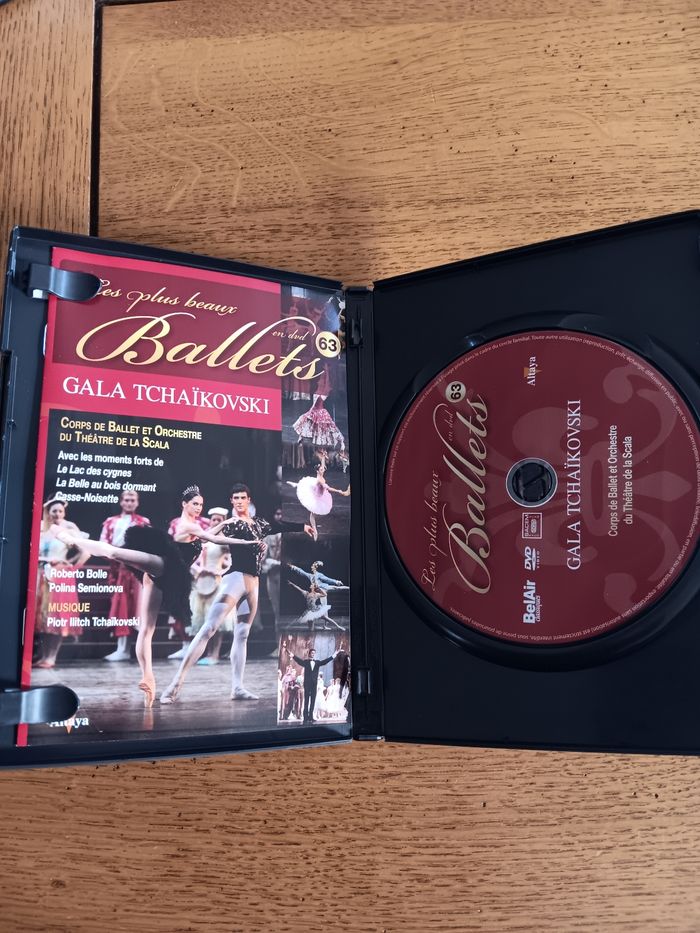 Les plus beaux
Ballets
en dvd
63
GALA TCHAÏKOVSKI
CORPS DE BALLET ET ORCHESTRE
DU THÉÂTRE DE LA SCALA
Avec les moments forts de
Le Lac des cygnes
La Belle au bois dormant
Casse-Noisette
Roberto Bolle
Polina Semionova
MUSIQUE
Piotr Ilitch Tchaïkovski
Altaya
Les plus beaux
Ballets
en dvd
63
Altaya
GALA TCHAÏKOVSKI
Corps de Ballet et Orchestre
du Théâtre de la Scala
SACEM
DVD
VIDEO
BelAir
classiques